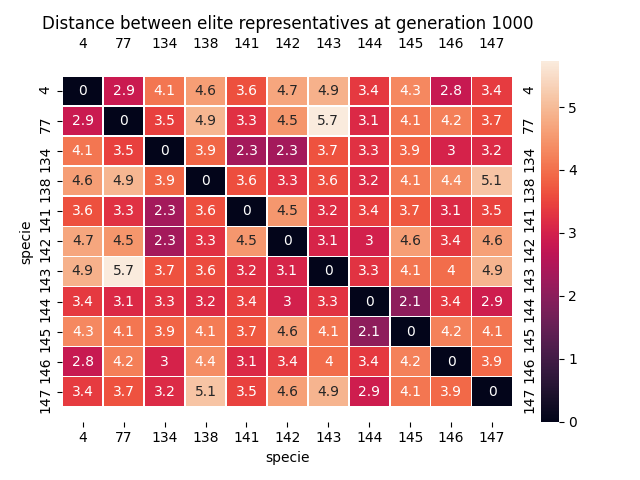 Distance between elite representatives at generation 1000
4 77 134 138 141 142 143 144 145 146 147
4 0 2.9 4.1 4.6 3.6 4.7 4.9 3.4 4.3 2.8 3.4 4
77 2.9 0 3.5 4.9 3.3 4.5 5.7 3.1 4.1 4.2 3.7 77
134 4.1 3.5 0 3.9 2.3 2.3 3.7 3.3 3.9 3 3.2 134
138 4.6 4.9 3.9 0 3.6 3.3 3.6 3.2 4.1 4.4 5.1 138
141 3.6 3.3 2.3 3.6 0 4.5 3.2 3.4 3.7 3.1 3.5 141
142 4.7 4.5 2.3 3.3 4.5 0 3.1 3 4.6 3.4 4.6 142
143 4.9 5.7 3.7 3.6 3.2 3.1 0 3.3 4.1 4 4.9 143
144 3.4 3.1 3.3 3.2 3.4 3 3.3 0 2.1 3.4 2.9 144
145 4.3 4.1 3.9 4.1 3.7 4.6 4.1 2.1 0 4.2 4.1 145
146 2.8 4.2 3 4.4 3.1 3.4 4 3.4 4.2 0 3.9 146
147 3.4 3.7 3.2 5.1 3.5 4.6 4.9 2.9 4.1 3.9 0 147
4 77 134 138 141 142 143 144 145 146 147
specie
specie
5
4
3
2
1
0